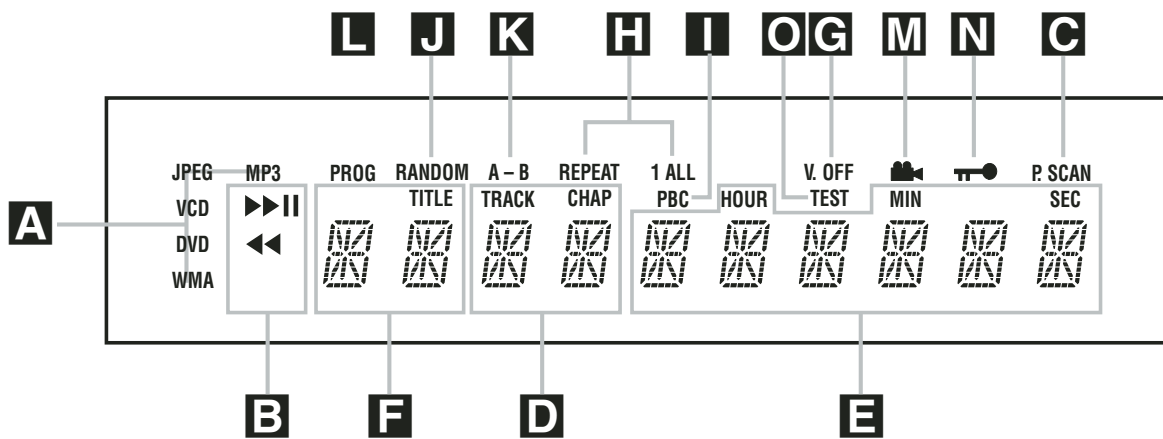 L J K H I O G M N C
JPEG MP3 PROG RANDOM A – B REPEAT 1 ALL V. OFF P. SCAN
VCD TITLE TRACK CHAP PBC HOUR TEST MIN SEC
A
DVD
WMA
B F D E